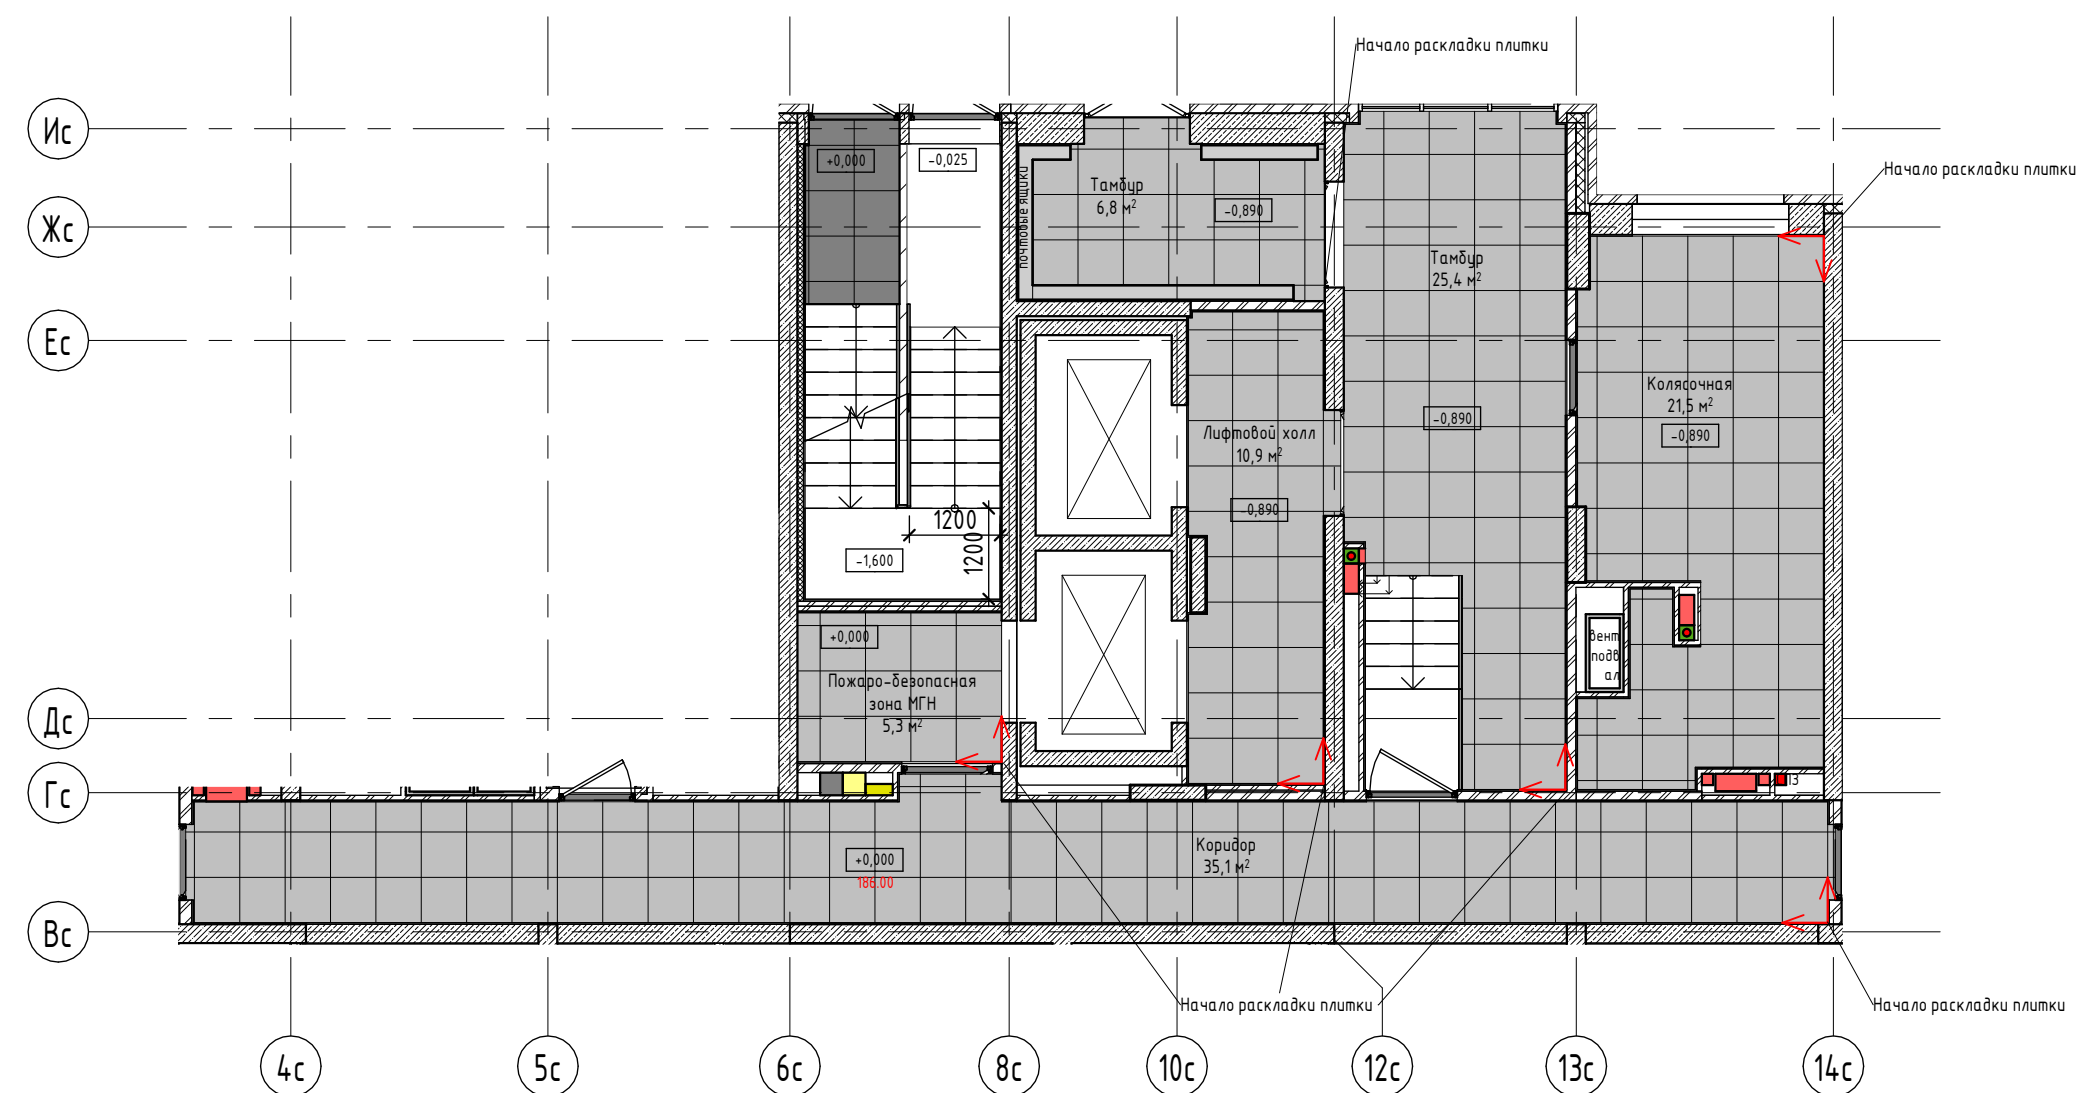 Начало раскладки плитки
Ис
+0,000
-0,025
Начало раскладки плитки
почтовые ящики
Тамбур
6,8 м²
-0,890
Жс
Тамбур
25,4 м²
Ес
Колясочная
21,5 м²
-0,890
-0,890
Лифтовой холл
10,9 м²
-0,890
1200
1200
-1,600
+0,000
Вент
подв
ал
Пожаро-безопасная
зона МГН
5,3 м²
Дс
Гс
13
Коридор
35,1 м²
+0,000
186.00
Вс
Начало раскладки плитки
Начало раскладки плитки
4с
5с
6с
8с
10с
12с
13с
14с